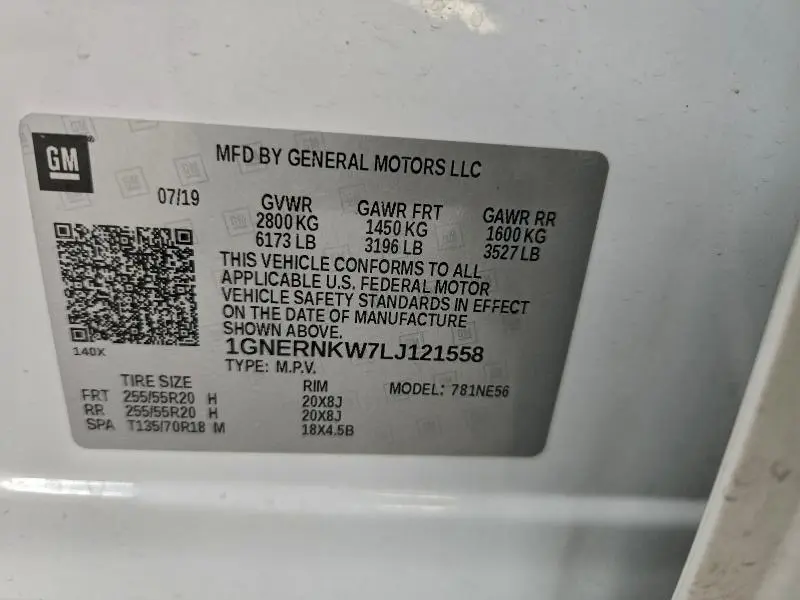 GM
MFD BY GENERAL MOTORS LLC
07/19
GVWR GAWR FRT GAWR RR
2800 KG 1450 KG 1600 KG
6173 LB 3196 LB 3527 LB
THIS VEHICLE CONFORMS TO ALL
APPLICABLE U.S. FEDERAL MOTOR
VEHICLE SAFETY STANDARDS IN EFFECT
ON THE DATE OF MANUFACTURE
SHOWN ABOVE.
140X
1GNERNKW7LJ121558
TYPE: M.P.V.
TIRE SIZE RIM MODEL: 781NE56
FRT 255/55R20 H 20X8J
RR 255/55R20 H 20X8J
SPA T135/70R18 M 18X4.5B